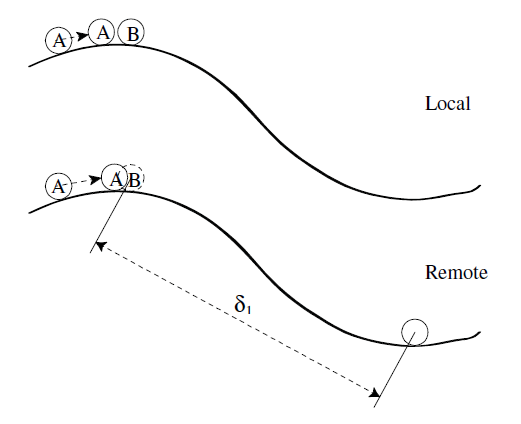 A A B
Local
A A B
Remote
δ₁